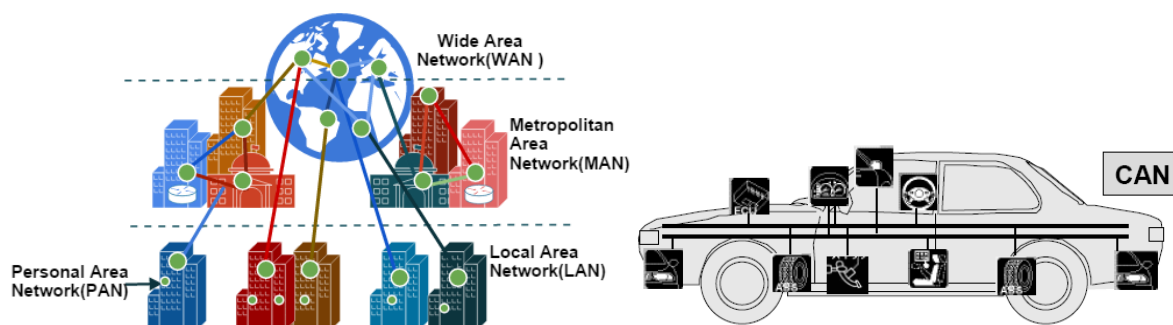 Wide Area
Network(WAN )
Metropolitan
Area
Network(MAN)
Local Area
Network(LAN)
Personal Area
Network(PAN)
CAN
ECU
ABS
ABS